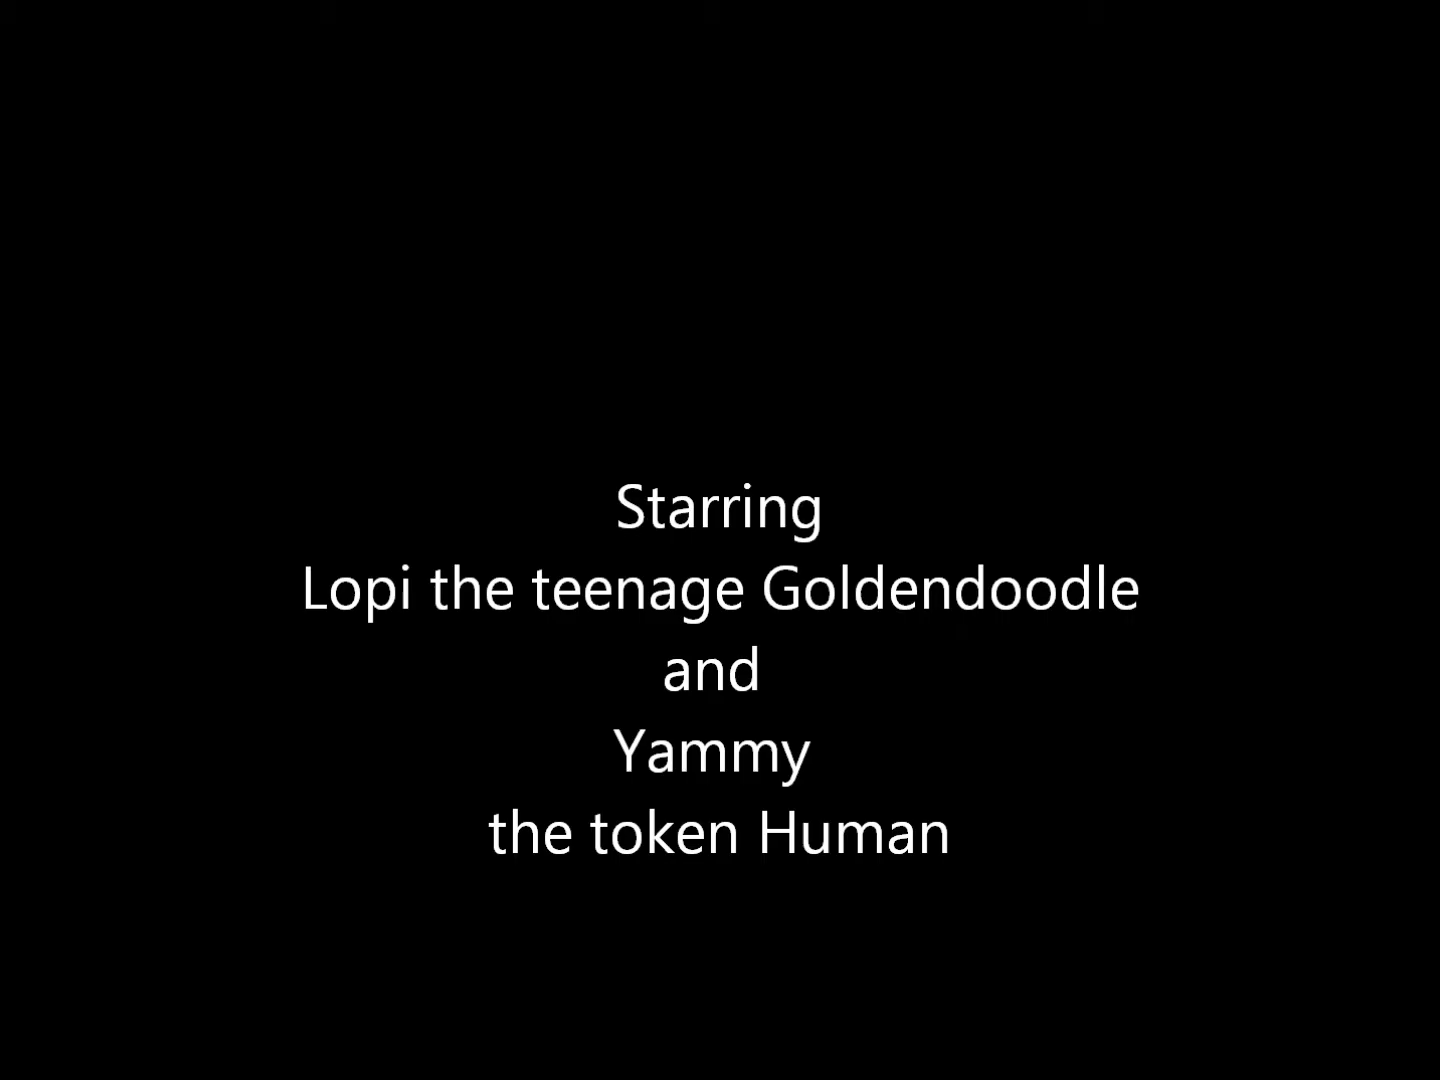 Starring
Lopi the teenage Goldendoodle
and
Yammy
the token Human